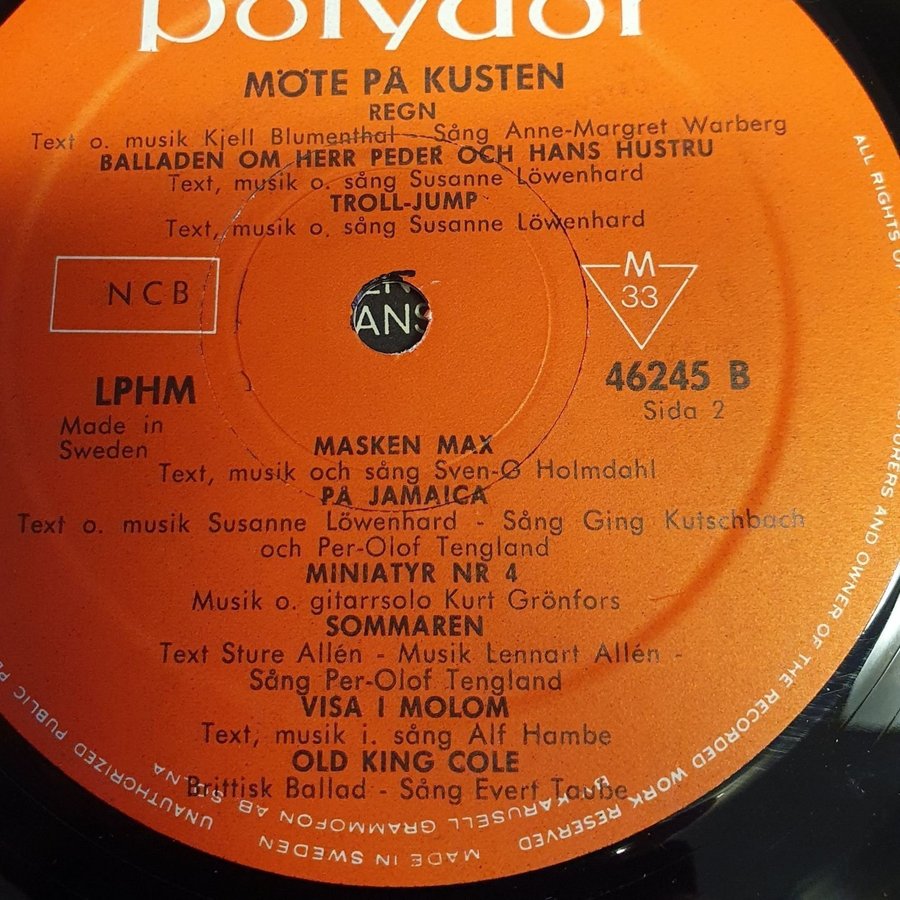 polydor
MÖTE PÅ KUSTEN
REGN
Text o. musik Kjell Blumenthal - Sång Anne-Margret Warberg
BALLADEN OM HERR PEDER OCH HANS HUSTRU
Text, musik o. sång Susanne Löwenhard
TROLL-JUMP
Text, musik o. sång Susanne Löwenhard
NCB
M
33
ANS
LPHM
46245 B
Made in
Sweden
Sida 2
MASKEN MAX
Text, musik och sång Sven-G Holmdahl
PÅ JAMAICA
Text o. musik Susanne Löwenhard - Sång Ging Kutschbach
och Per-Olof Tengland
MINIATYR NR 4
Musik o. gitarrsolo Kurt Grönfors
SOMMAREN
Text Sture Allén - Musik Lennart Allén -
Sång Per-Olof Tengland
VISA I MOLOM
Text, musik i. sång Alf Hambe
OLD KING COLE
Brittisk Ballad - Sång Evert Taube
ALL RIGHTS OF
AND OWNER OF THE RECORDED WORK RESERVED
UNAUTHORIZED PUBLIC
KARUSELL GRAMMOFON AB SOLNA
MADE IN SWEDEN